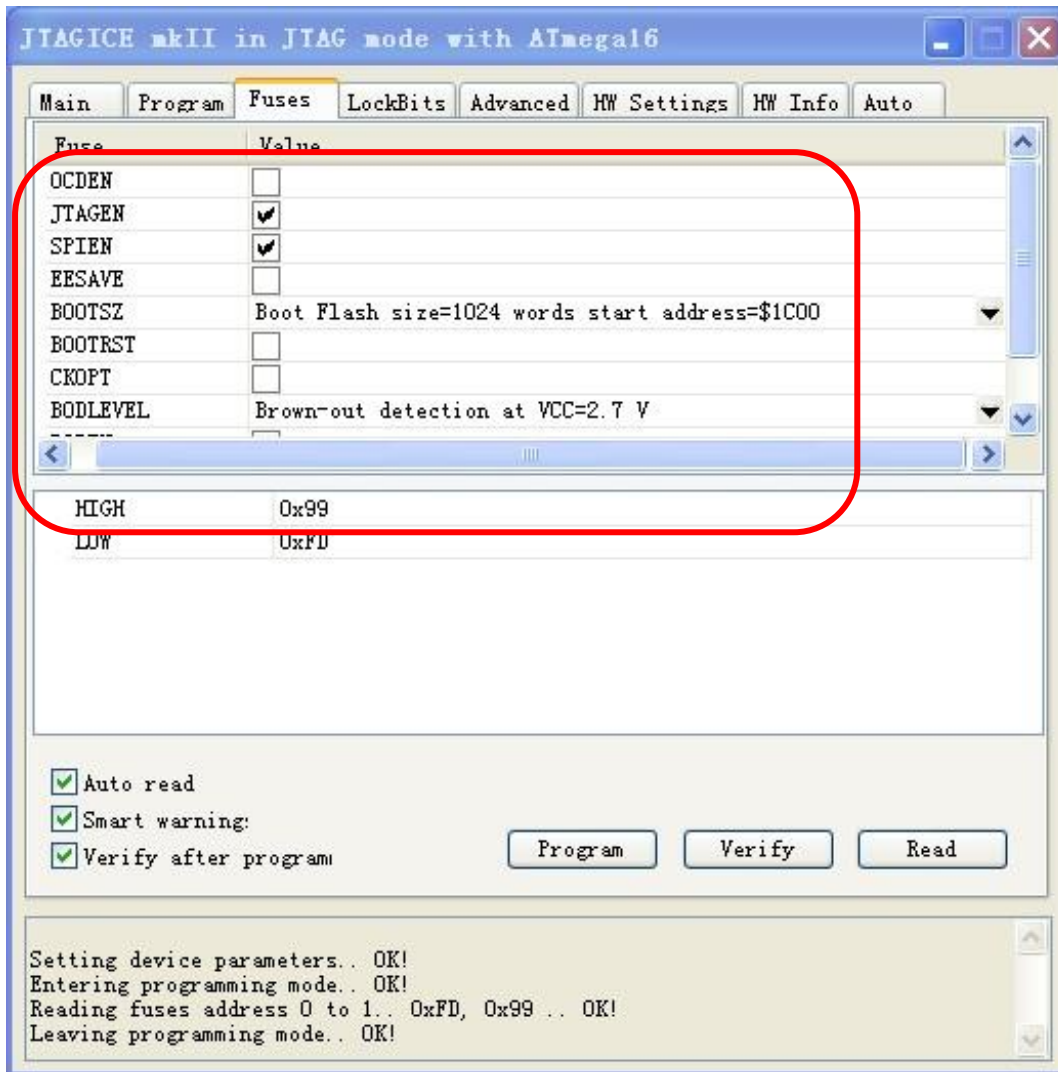 JTAGICE mkII in JTAG mode with ATmega16
Main Program Fuses LockBits Advanced HW Settings HW Info Auto
Fuse Value
OCDEN
JTAGEN
SPIEN
EESAVE
BOOTSZ Boot Flash size=1024 words start address=$1C00
BOOTRST
CKOPT
BODLEVEL Brown-out detection at VCC=2.7 V
HIGH 0x99
LOW 0xFD
Auto read
Smart warning:
Verify after program
Program Verify Read
Setting device parameters.. OK!
Entering programming mode.. OK!
Reading fuses address 0 to 1.. 0xFD, 0x99 .. OK!
Leaving programming mode.. OK!